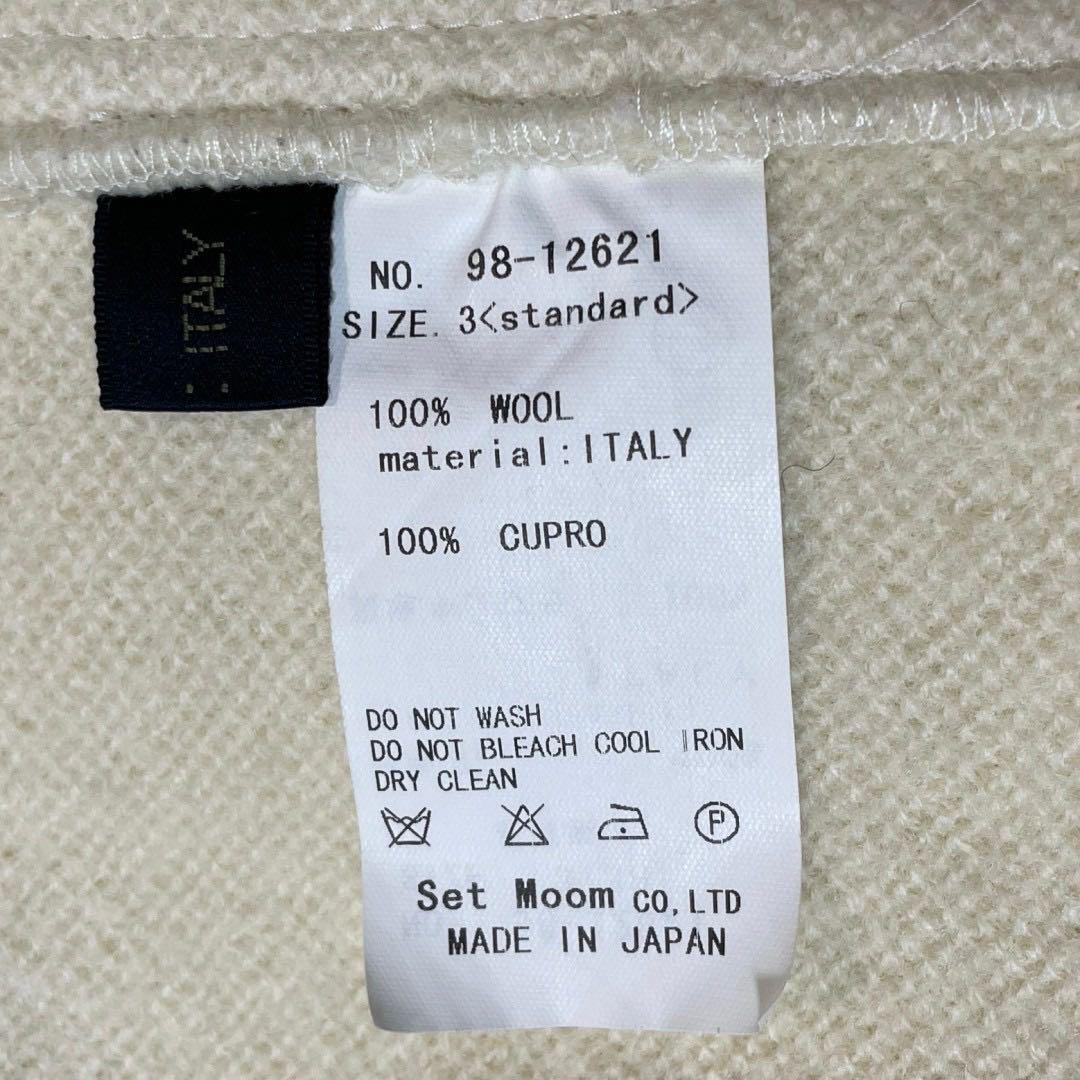 : ITALY
NO. 98-12621
SIZE. 3<standard>
100% WOOL
material:ITALY
100% CUPRO
DO NOT WASH
DO NOT BLEACH COOL IRON
DRY CLEAN
P
Set Moom CO,LTD
MADE IN JAPAN